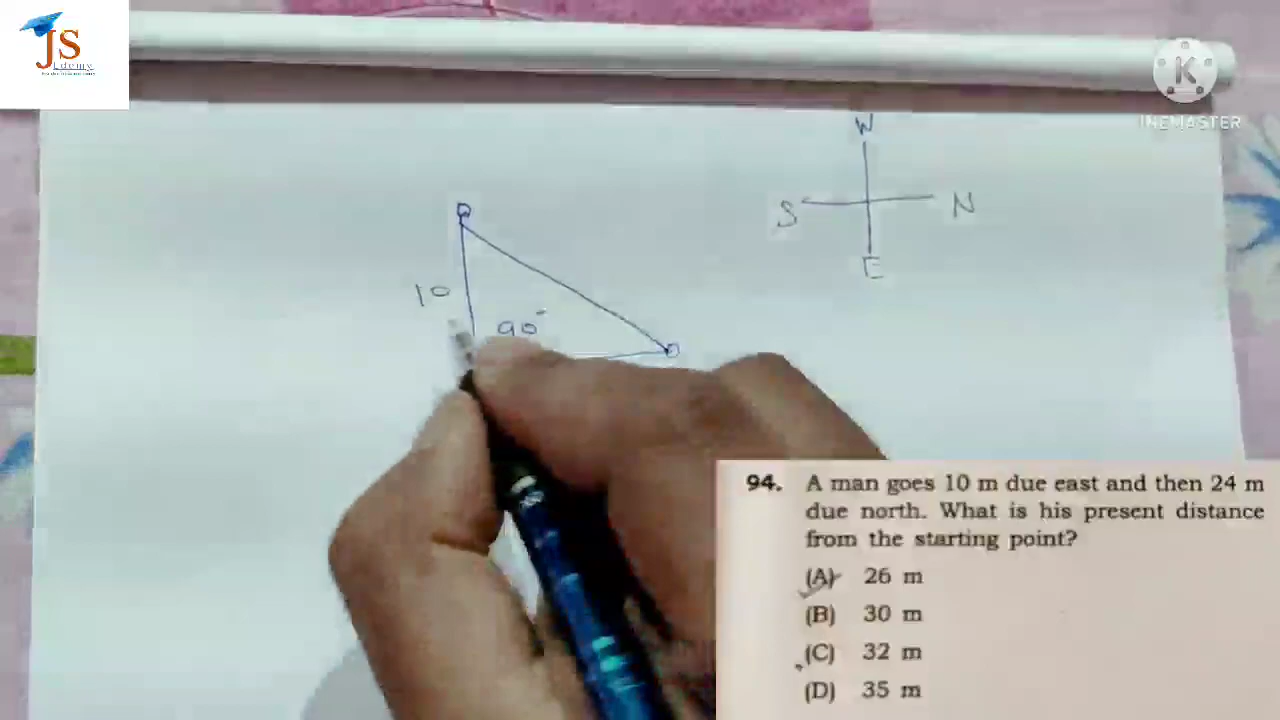 JS
INEMASTER
W
S N
E
10
90°
94. A man goes 10 m due east and then 24 m
due north. What is his present distance
from the starting point?
(A) 26 m
(B) 30 m
(C) 32 m
(D) 35 m